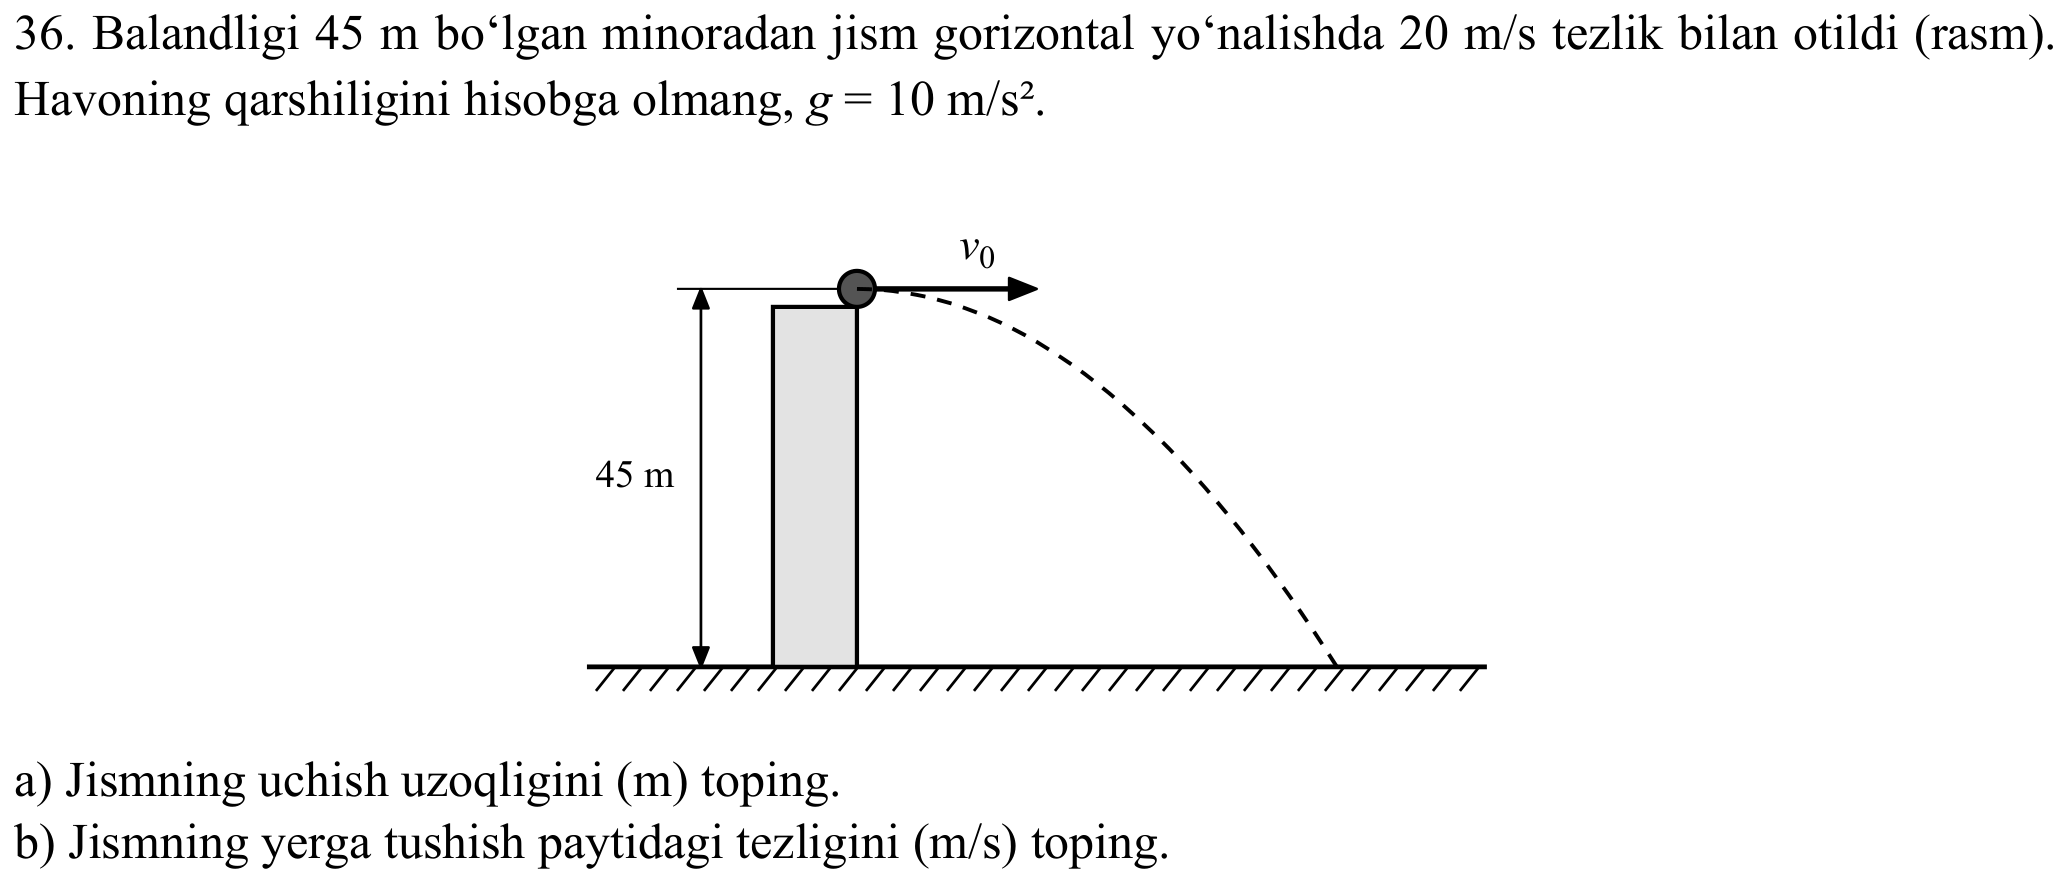 36. Balandligi 45 m bo‘lgan minoradan jism gorizontal yo‘nalishda 20 m/s tezlik bilan otildi (rasm).
Havoning qarshiligini hisobga olmang, g = 10 m/s².
v₀
45 m
a) Jismning uchish uzoqligini (m) toping.
b) Jismning yerga tushish paytidagi tezligini (m/s) toping.